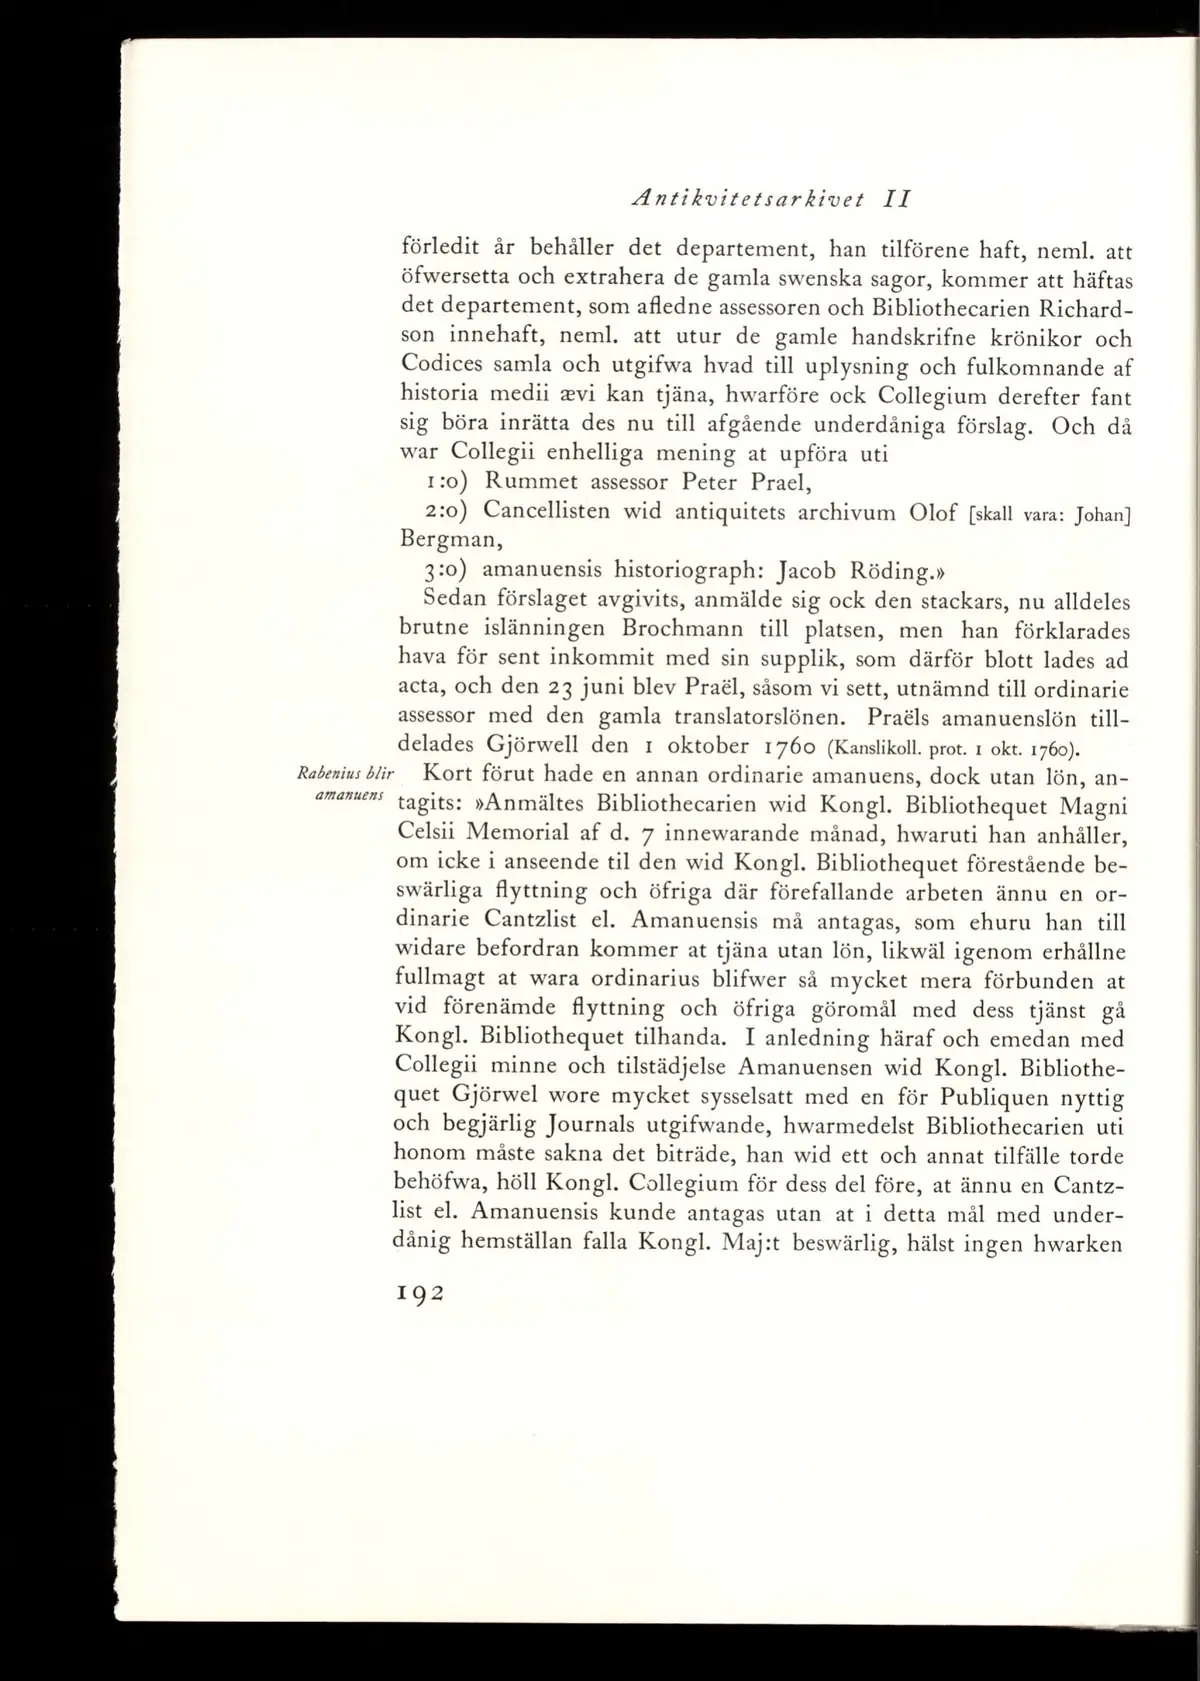 Antikvitetsarkivet II
förledit år behåller det departement, han tilförene haft, neml. att
öfwersetta och extrahera de gamla swenska sagor, kommer att häftas
det departement, som afledne assessoren och Bibliothecarien Richard-
son innehaft, neml. att utur de gamle handskrifne krönikor och
Codices samla och utgifwa hvad till uplysning och fulkomnande af
historia medii ævi kan tjäna, hwarföre ock Collegium derefter fant
sig böra inrätta des nu till afgående underdåniga förslag. Och då
war Collegii enhelliga mening at upföra uti
1:o) Rummet assessor Peter Prael,
2:o) Cancellisten wid antiquitets archivum Olof [skall vara: Johan]
Bergman,
3:o) amanuensis historiograph: Jacob Röding.»
Sedan förslaget avgivits, anmälde sig ock den stackars, nu alldeles
brutne islänningen Brochmann till platsen, men han förklarades
hava för sent inkommit med sin supplik, som därför blott lades ad
acta, och den 23 juni blev Praël, såsom vi sett, utnämnd till ordinarie
assessor med den gamla translatorslönen. Praëls amanuenslön till-
delades Gjörwell den 1 oktober 1760 (Kanslikoll. prot. 1 okt. 1760).
Rabenius blir
amanuens
Kort förut hade en annan ordinarie amanuens, dock utan lön, an-
tagits: »Anmältes Bibliothecarien wid Kongl. Bibliothequet Magni
Celsii Memorial af d. 7 innewarande månad, hwaruti han anhåller,
om icke i anseende til den wid Kongl. Bibliothequet förestående be-
swärliga flyttning och öfriga där förefallande arbeten ännu en or-
dinarie Cantzlist el. Amanuensis må antagas, som ehuru han till
widare befordran kommer at tjäna utan lön, likwäl igenom erhållne
fullmagt at wara ordinarius blifwer så mycket mera förbunden at
vid förenämde flyttning och öfriga göromål med dess tjänst gå
Kongl. Bibliothequet tilhanda. I anledning häraf och emedan med
Collegii minne och tilstädjelse Amanuensen wid Kongl. Bibliothe-
quet Gjörwel wore mycket sysselsatt med en för Publiquen nyttig
och begjärlig Journals utgifwande, hwarmedelst Bibliothecarien uti
honom måste sakna det biträde, han wid ett och annat tilfälle torde
behöfwa, höll Kongl. Collegium för dess del före, at ännu en Cantz-
list el. Amanuensis kunde antagas utan at i detta mål med under-
dånig hemställan falla Kongl. Maj:t beswärlig, hälst ingen hwarken
192